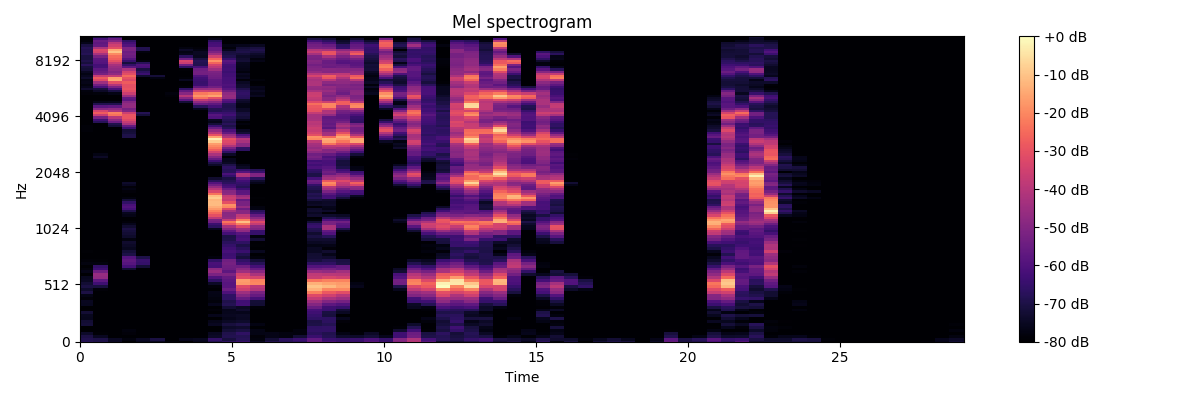 Mel spectrogram
8192
4096
2048
1024
512
0
Hz
0 5 10 15 20 25
Time
+0 dB
-10 dB
-20 dB
-30 dB
-40 dB
-50 dB
-60 dB
-70 dB
-80 dB